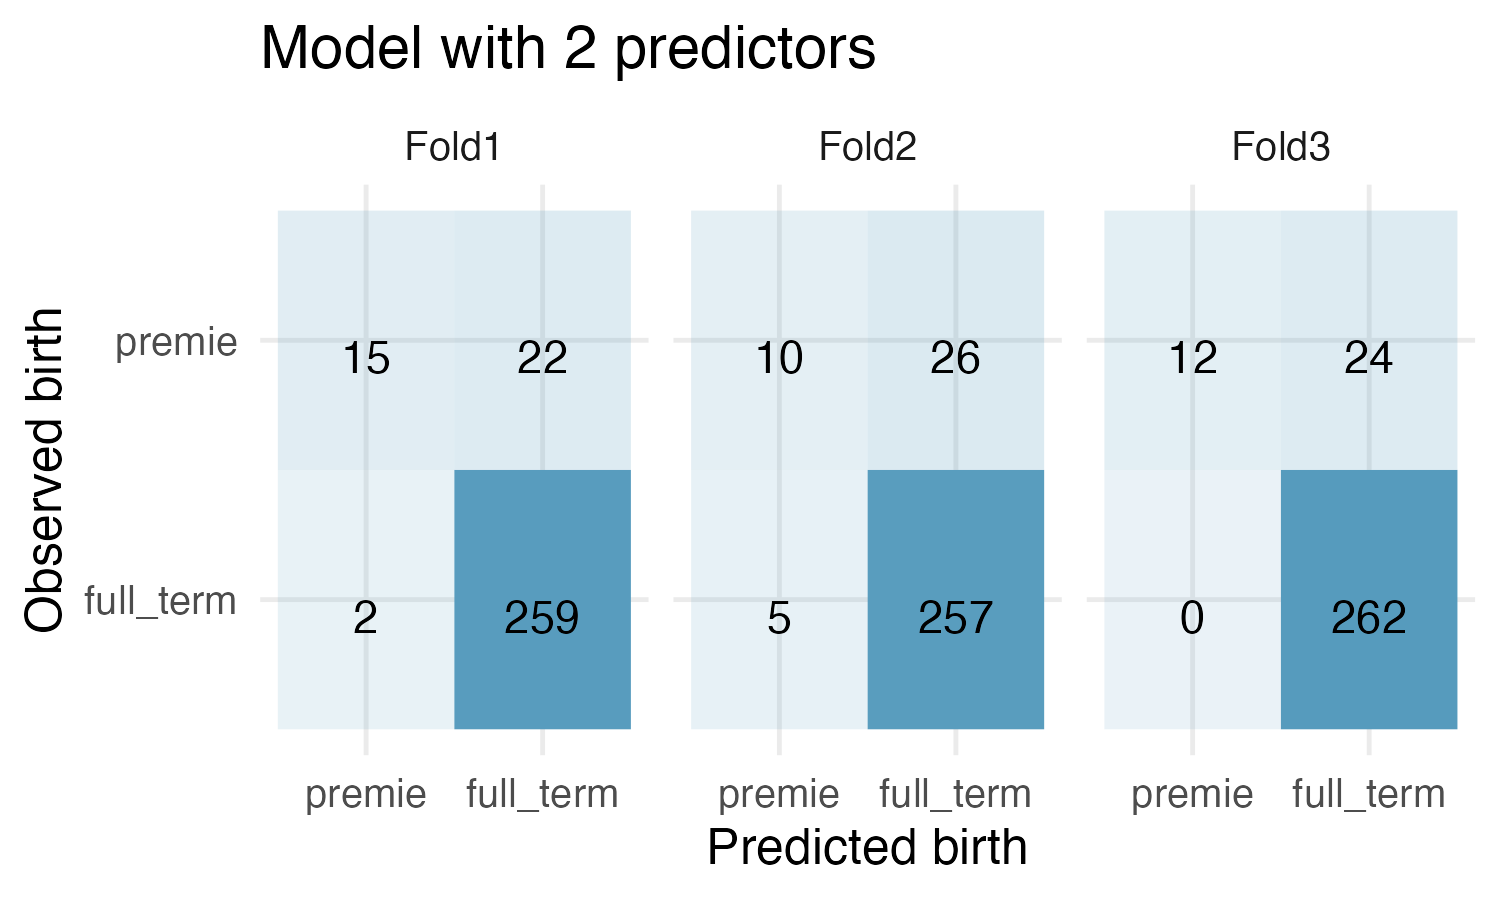 Model with 2 predictors
Fold1 Fold2 Fold3
Observed birth
premie 15 22 10 26 12 24
full_term 2 259 5 257 0 262
premie full_term premie full_term premie full_term
Predicted birth